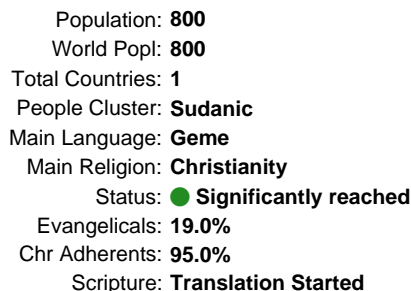 Population: 800
World Popl: 800
Total Countries: 1
People Cluster: Sudanic
Main Language: Geme
Main Religion: Christianity
Status: Significantly reached
Evangelicals: 19.0%
Chr Adherents: 95.0%
Scripture: Translation Started